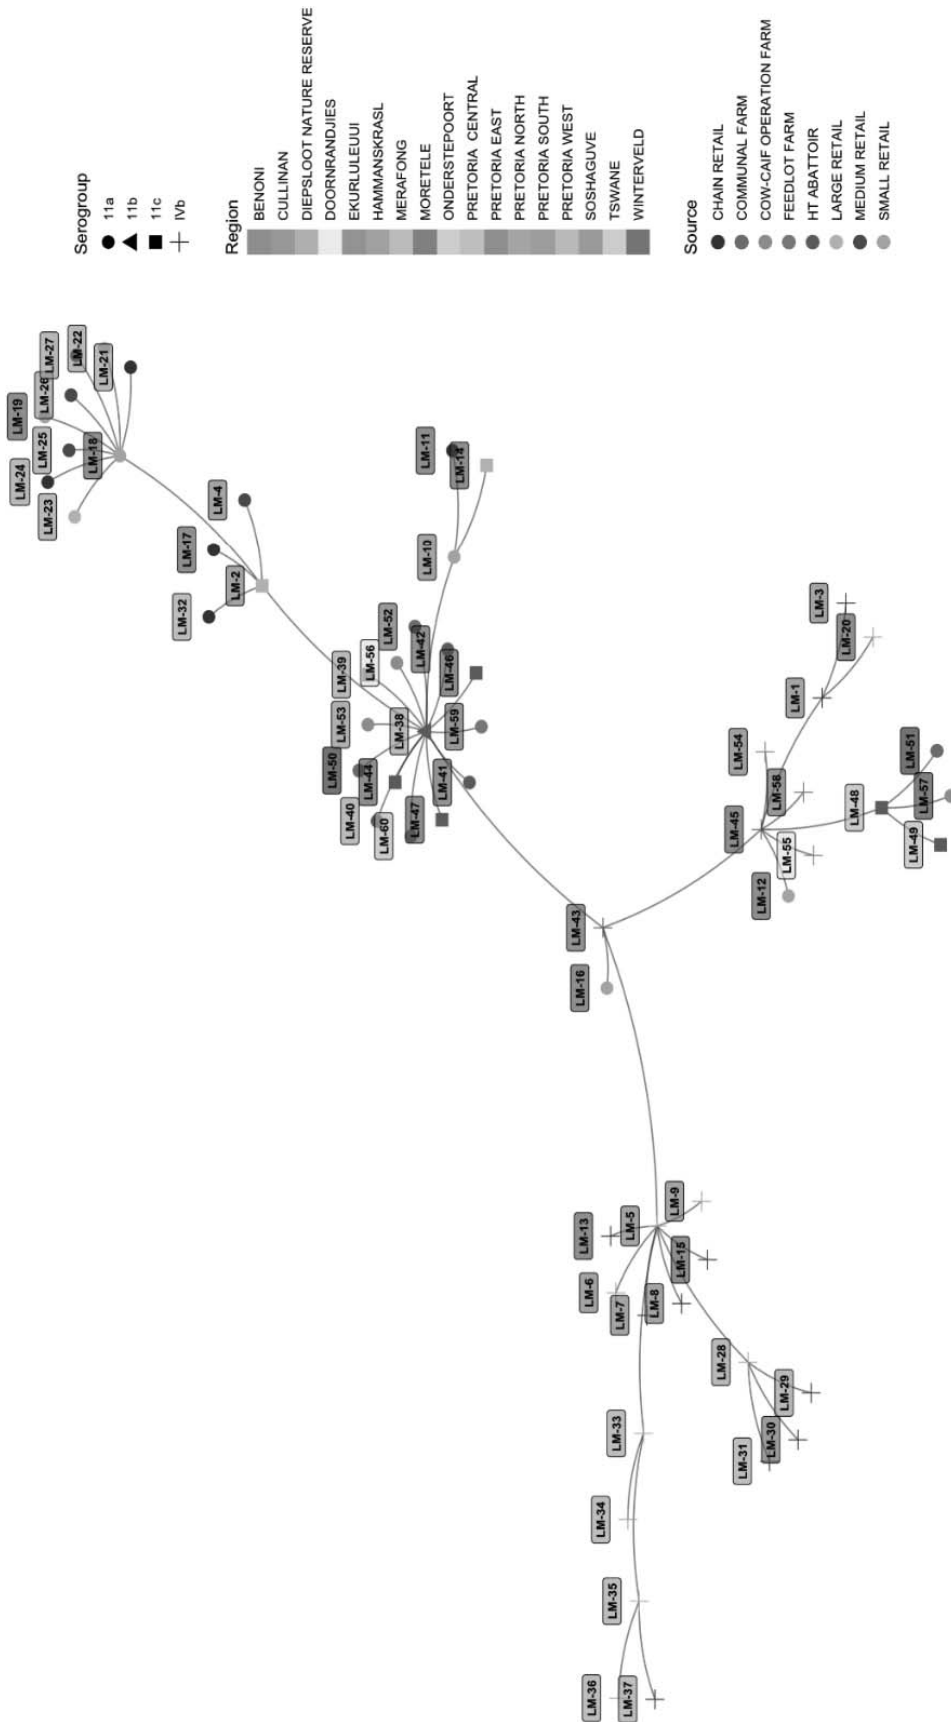 Serogroup
11a
11b
11c
IVb
Region
BENONI
CULLINAN
DIEPSLOOT NATURE RESERVE
DOORNRANDJIES
EKURLULEUUI
HAMMANSKRASL
MERAFONG
MORETELE
ONDERSTEPOORT
PRETORIA CENTRAL
PRETORIA EAST
PRETORIA NORTH
PRETORIA SOUTH
PRETORIA WEST
SOSHAGUVE
TSWANE
WINTERVELD
Source
CHAIN RETAIL
COMMUNAL FARM
COW-CAIF OPERATION FARM
FEEDLOT FARM
HT ABATTOIR
LARGE RETAIL
MEDIUM RETAIL
SMALL RETAIL
LM-19
LM-24
LM-23
LM-25
LM-26
LM-27
LM-22
LM-21
LM-18
LM-17
LM-4
LM-32
LM-2
LM-11
LM-14
LM-10
LM-52
LM-42
LM-46
LM-56
LM-39
LM-53
LM-38
LM-59
LM-50
LM-44
LM-41
LM-40
LM-60
LM-47
LM-3
LM-20
LM-1
LM-54
LM-58
LM-45
LM-55
LM-12
LM-48
LM-51
LM-57
LM-49
LM-43
LM-16
LM-13
LM-5
LM-9
LM-6
LM-7
LM-8
LM-15
LM-28
LM-29
LM-30
LM-31
LM-33
LM-34
LM-35
LM-36
LM-37